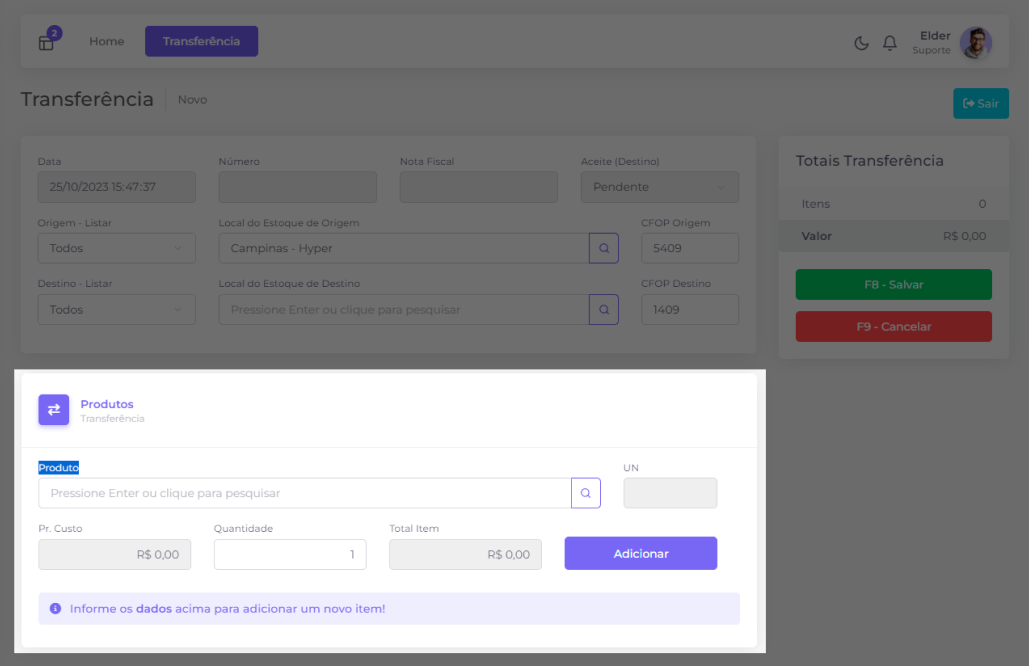 2
Home
Transferência
Elder
Suporte
Transferência
Novo
Sair
Data
Número
Nota Fiscal
Aceite (Destino)
25/10/2023 15:47:37
Pendente
Origem - Listar
Local do Estoque de Origem
CFOP Origem
Todos
Campinas - Hyper
5409
Destino - Listar
Local do Estoque de Destino
CFOP Destino
Todos
Pressione Enter ou clique para pesquisar
1409
Totais Transferência
Itens 0
Valor R$ 0,00
F8 - Salvar
F9 - Cancelar
Produtos
Transferência
Produto
UN
Pressione Enter ou clique para pesquisar
Pr. Custo
Quantidade
Total Item
R$ 0,00
1
R$ 0,00
Adicionar
Informe os dados acima para adicionar um novo item!